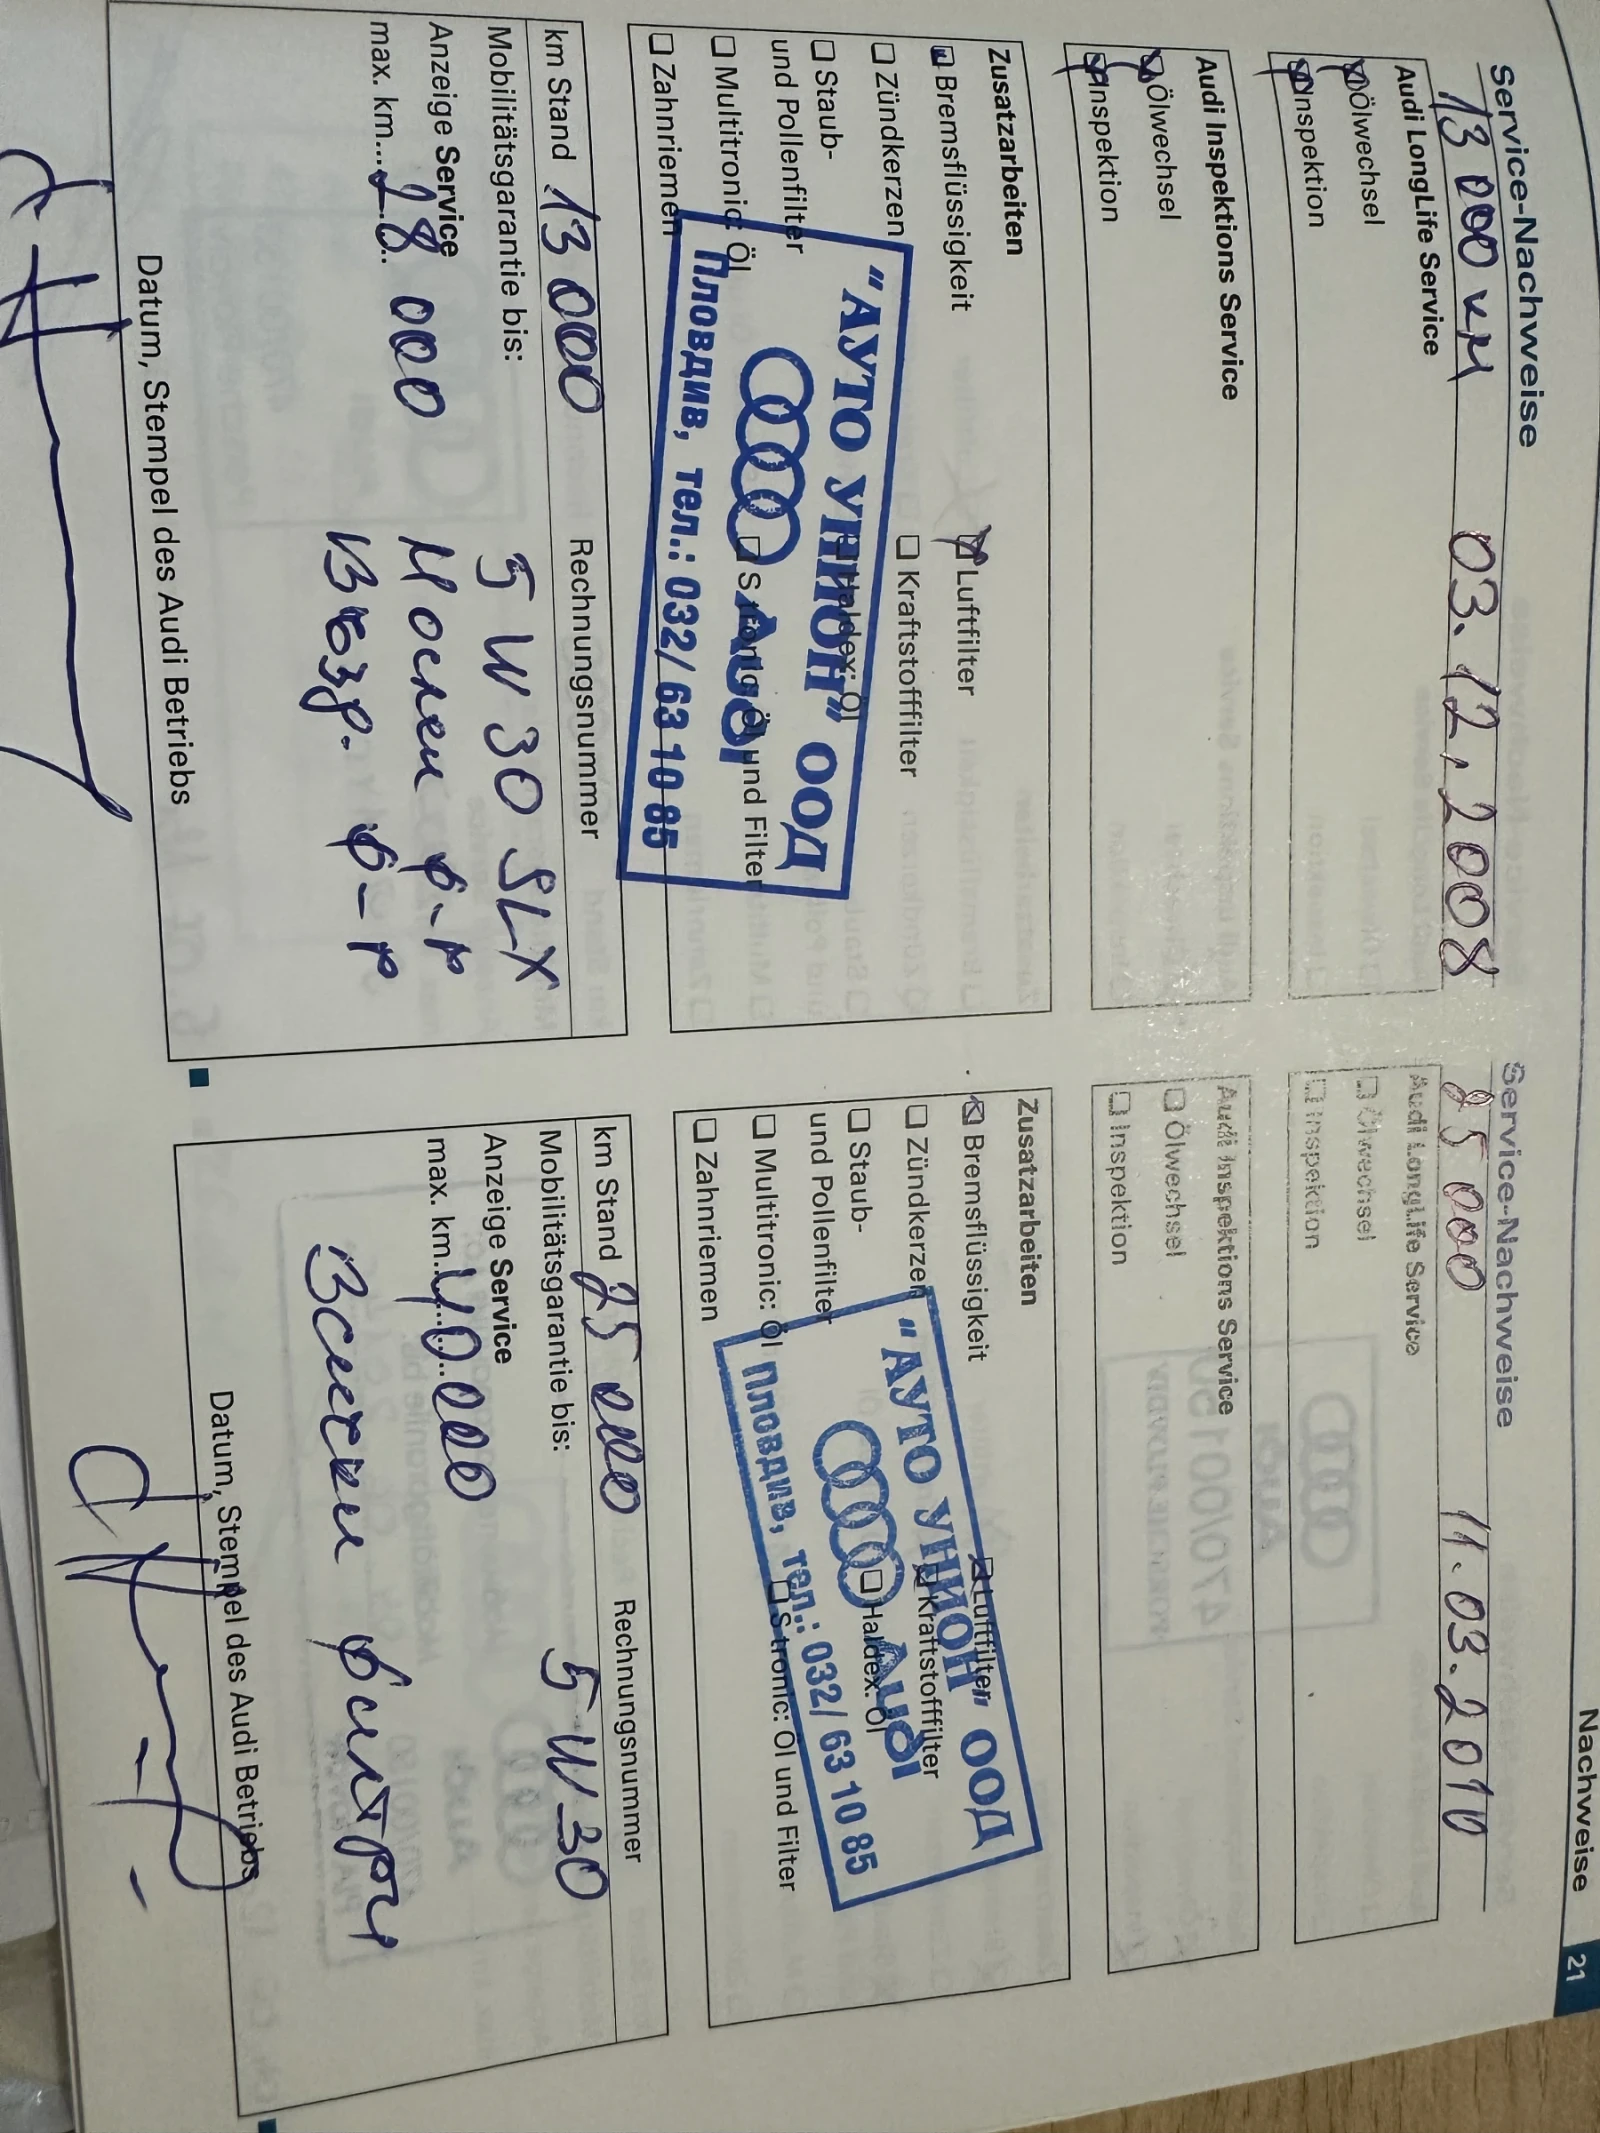 Nachweise 21
Service-Nachweise
13 000 км 03.12.2008
Audi LongLife Service
Ölwechsel
Inspektion
Audi Inspektions Service
Ölwechsel
Inspektion
Zusatzarbeiten
Bremsflüssigkeit Luftfilter
Zündkerzen Kraftstofffilter
Staub- Haldex: Öl
und Pollenfilter
Multitronic: Öl S tronic: Öl und Filter
Zahnriemen
"АУТО УНИОН" ООД
Audi
Пловдив, тел.: 032/ 63 10 85
km Stand 13 000 Rechnungsnummer
Mobilitätsgarantie bis: 5W30 SLX
Anzeige Service Маслен ф-р
max. km 28 000 Възд. ф-р
Datum, Stempel des Audi Betriebs
Service-Nachweise
25 000 11.03.2010
Audi LongLife Service
Ölwechsel
Inspektion
Audi Inspektions Service
Ölwechsel
Inspektion
Zusatzarbeiten
Bremsflüssigkeit Luftfilter
Zündkerzen Kraftstofffilter
Staub- Haldex: Öl
und Pollenfilter
Multitronic: Öl S tronic: Öl und Filter
Zahnriemen
"АУТО УНИОН" ООД
Audi
Пловдив, тел.: 032/ 63 10 85
km Stand 25 000 Rechnungsnummer
Mobilitätsgarantie bis: 5W30
Anzeige Service
max. km 40 000
Всички филтри
Datum, Stempel des Audi Betriebs